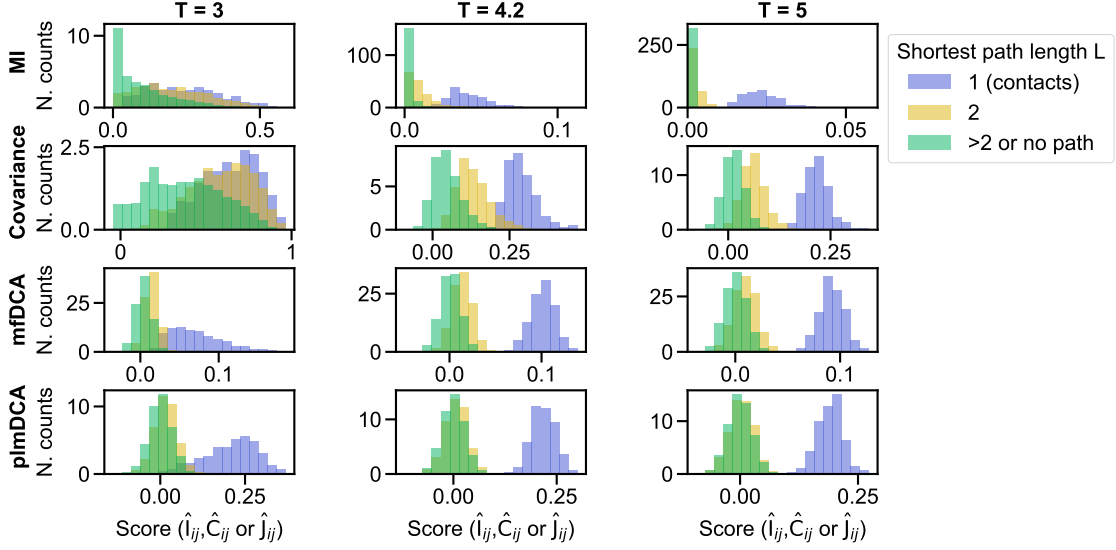 T = 3 T = 4.2 T = 5
MI
N. counts
10
0
0.0 0.5
100
0
0.0 0.1
250
0
0.00 0.05
Shortest path length L
1 (contacts)
2
>2 or no path
Covariance
N. counts
2.5
0.0
0 1
5
0
0.00 0.25
10
0
0.00 0.25
mfDCA
N. counts
25
0
0.0 0.1
25
0
0.0 0.1
25
0
0.0 0.1
plmDCA
N. counts
10
0
0.00 0.25
10
0
0.00 0.25
10
0
0.00 0.25
Score (Î_ij,Ĉ_ij or Ĵ_ij) Score (Î_ij,Ĉ_ij or Ĵ_ij) Score (Î_ij,Ĉ_ij or Ĵ_ij)